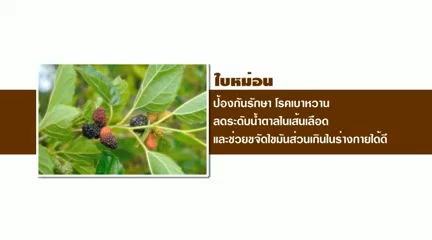 ใบหม่อน
ป้องกันรักษา โรคเบาหวาน
ลดระดับน้ำตาลในเส้นเลือด
และช่วยขจัดไขมันส่วนเกินในร่างกายได้ดี